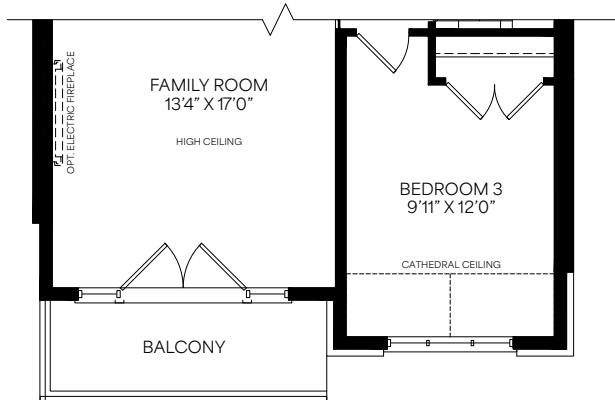 OPT. ELECTRIC FIREPLACE
FAMILY ROOM
13'4" X 17'0"
HIGH CEILING
BEDROOM 3
9'11" X 12'0"
CATHEDRAL CEILING
BALCONY